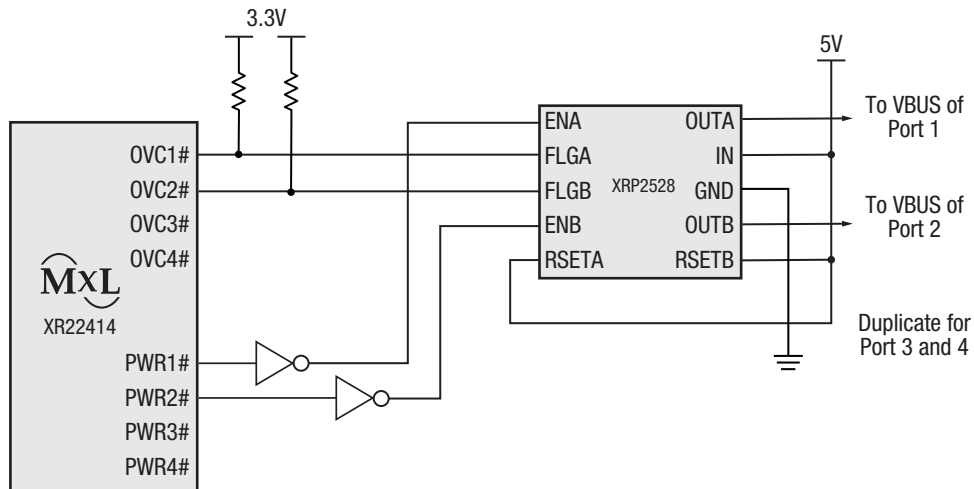 3.3V
5V
OVC1#
OVC2#
OVC3#
OVC4#
MxL
XR22414
PWR1#
PWR2#
PWR3#
PWR4#
ENA
FLGA
FLGB
ENB
RSETA
XRP2528
OUTA
IN
GND
OUTB
RSETB
To VBUS of
Port 1
To VBUS of
Port 2
Duplicate for
Port 3 and 4